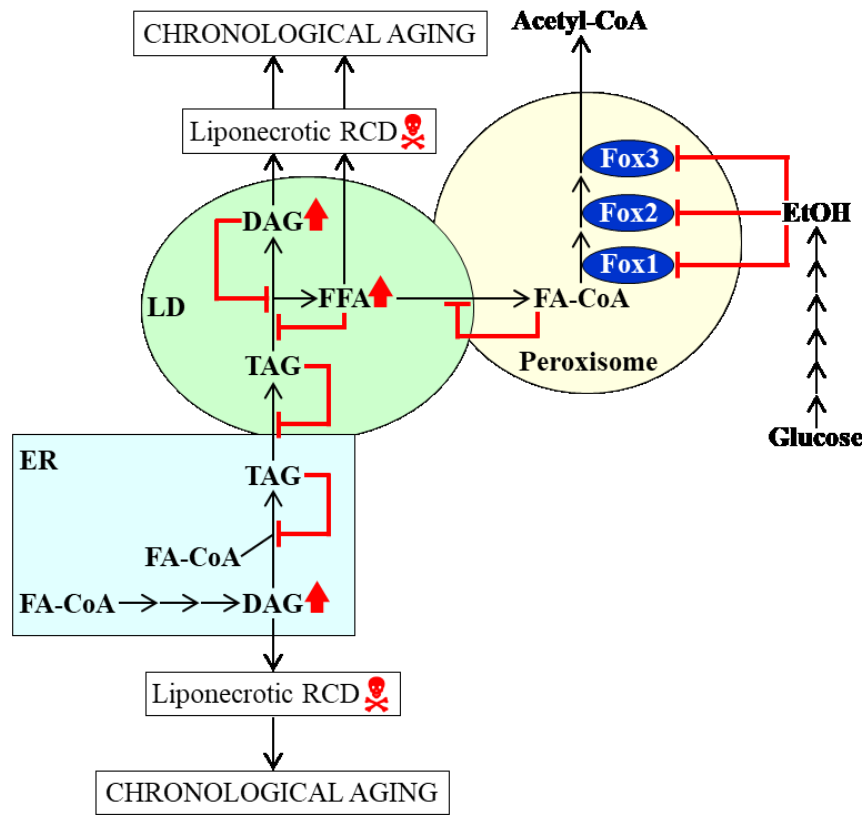 CHRONOLOGICAL AGING
Acetyl-CoA
Liponecrotic RCD
Fox3
DAG
Fox2
EtOH
Fox1
LD
FFA
FA-CoA
TAG
Peroxisome
Glucose
ER
TAG
FA-CoA
FA-CoA
DAG
Liponecrotic RCD
CHRONOLOGICAL AGING